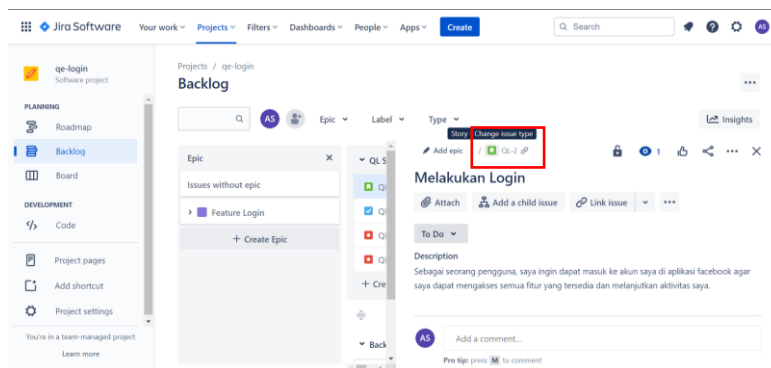 Jira Software Your work Projects Filters Dashboards People Apps Create Search AS
qe-login
Software project
PLANNING
Roadmap
Backlog
Board
DEVELOPMENT
Code
Project pages
Add shortcut
Project settings
You're in a team-managed project
Learn more
Projects / qe-login
Backlog
AS Epic Label Type Insights
Epic
Issues without epic
Feature Login
+ Create Epic
QL S
QL
QL
+ Cre
Back
Story Change issue type
Add epic / QL-2 1
Melakukan Login
Attach Add a child issue Link issue
To Do
Description
Sebagai seorang pengguna, saya ingin dapat masuk ke akun saya di aplikasi facebook agar
saya dapat mengakses semua fitur yang tersedia dan melanjutkan aktivitas saya.
AS Add a comment...
Pro tip: press M to comment